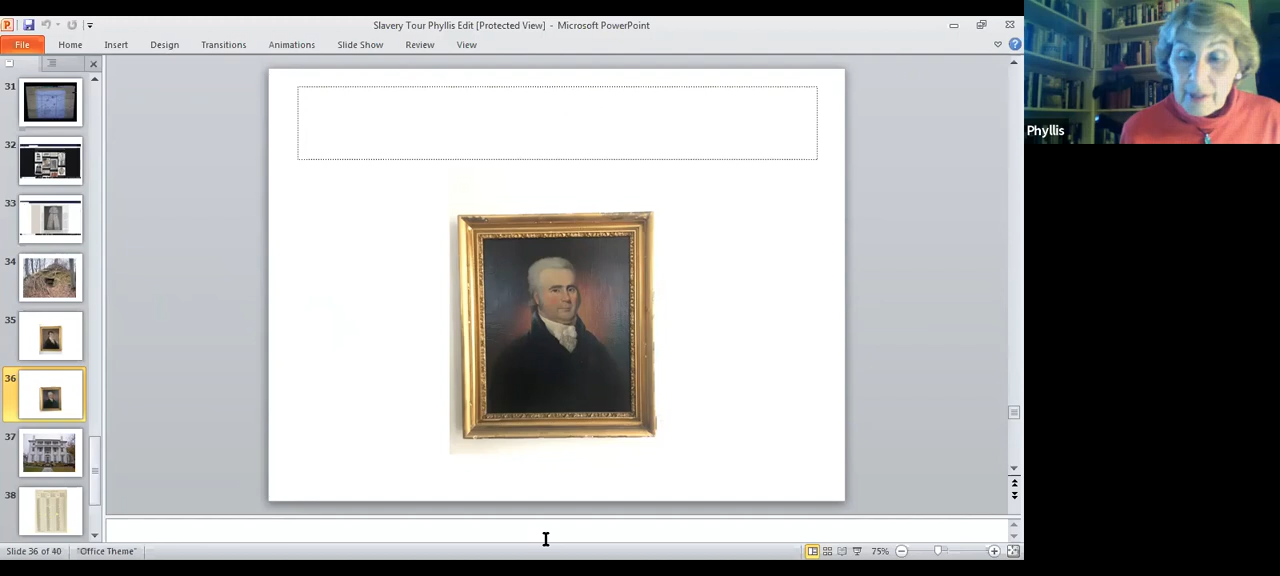 Slavery Tour Phyllis Edit [Protected View] - Microsoft PowerPoint
File Home Insert Design Transitions Animations Slide Show Review View
31
32
33
34
35
36
37
38
Phyllis
Slide 36 of 40 "Office Theme" 75%